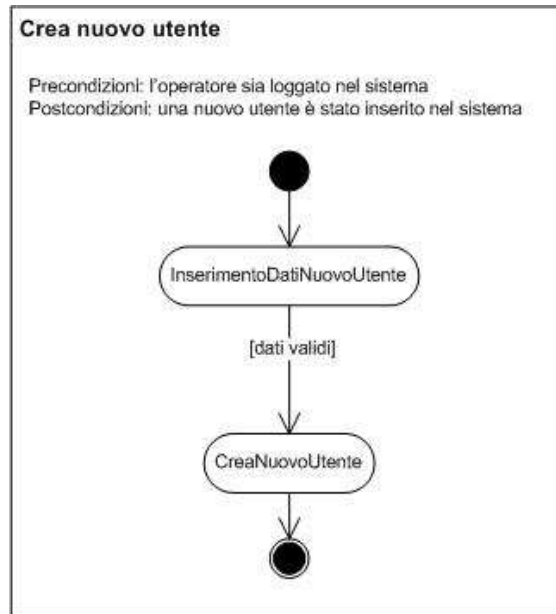 Crea nuovo utente
Precondizioni: l'operatore sia loggato nel sistema
Postcondizioni: una nuovo utente è stato inserito nel sistema
InserimentoDatiNuovoUtente
[dati validi]
CreaNuovoUtente